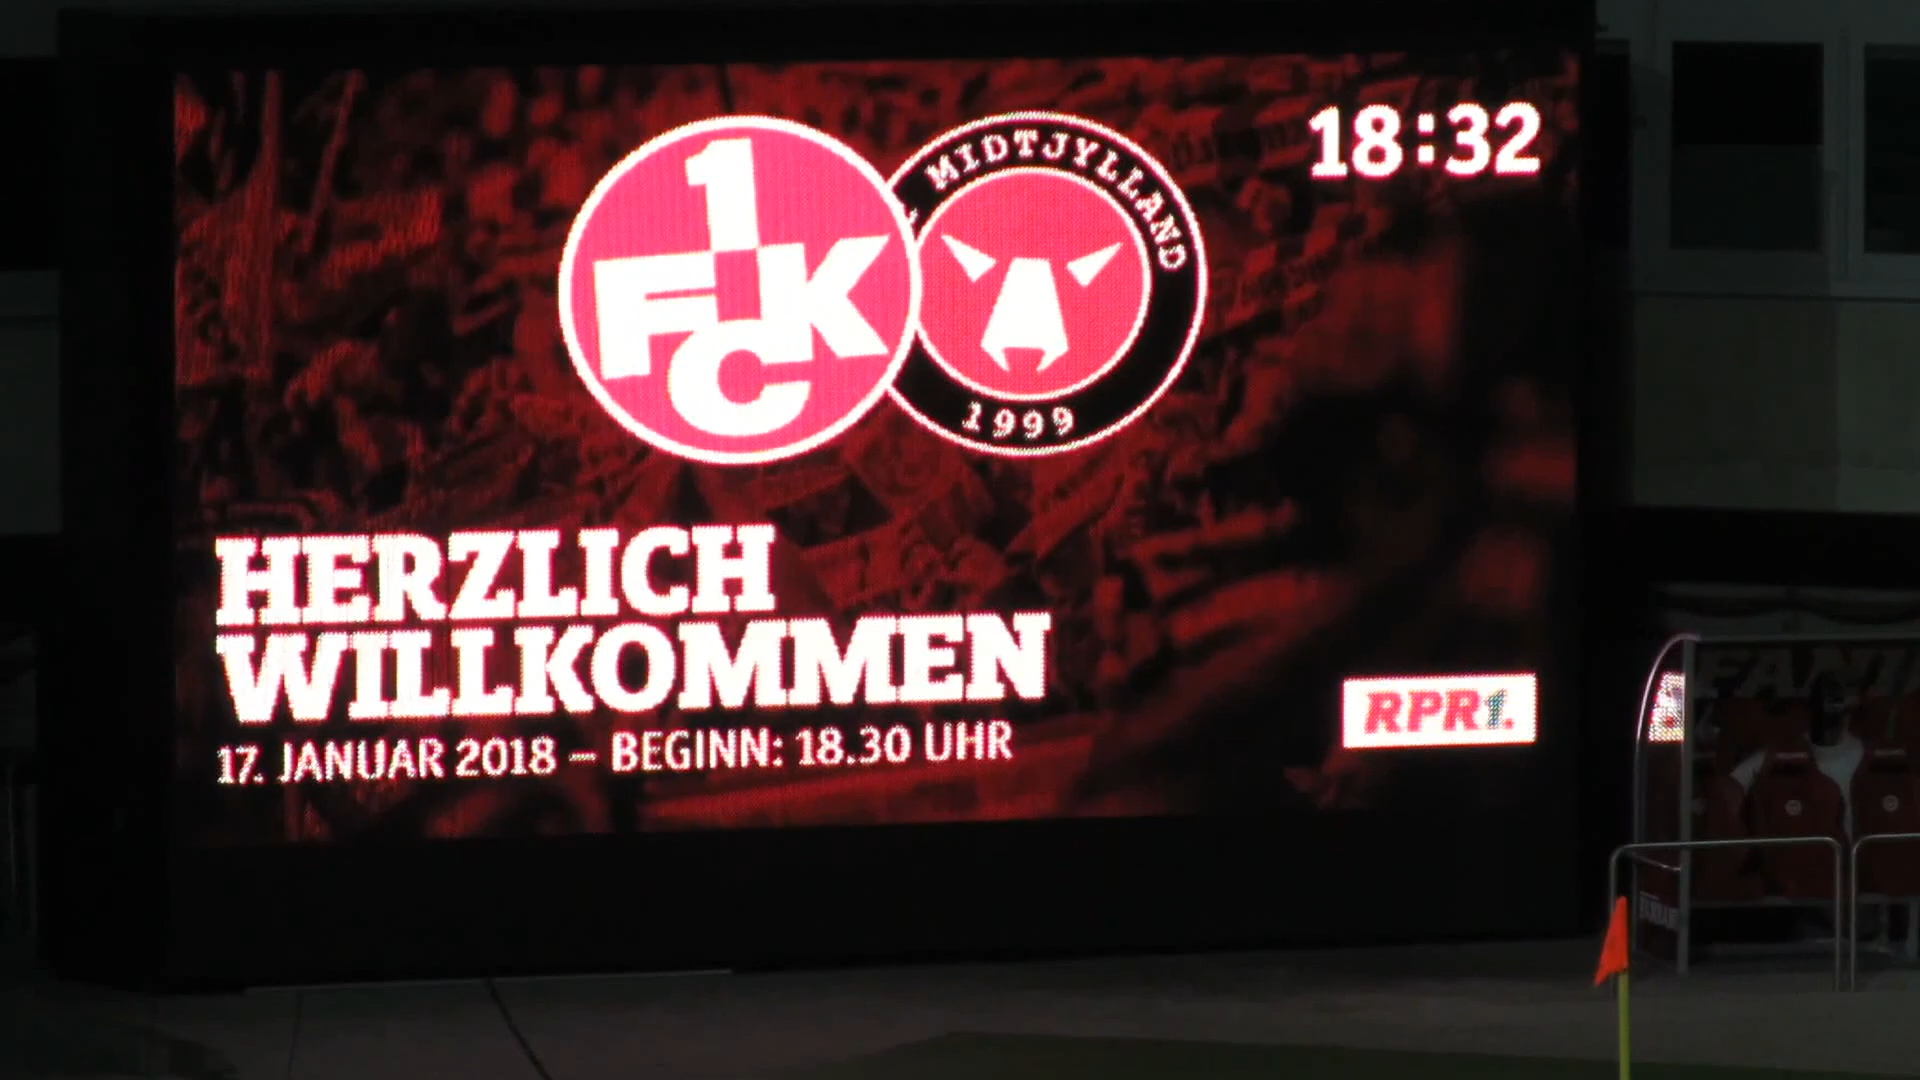 18:32
1
FCK
MIDTJYLLAND
1999
HERZLICH
WILLKOMMEN
17. JANUAR 2018 – BEGINN: 18.30 UHR
RPR1.